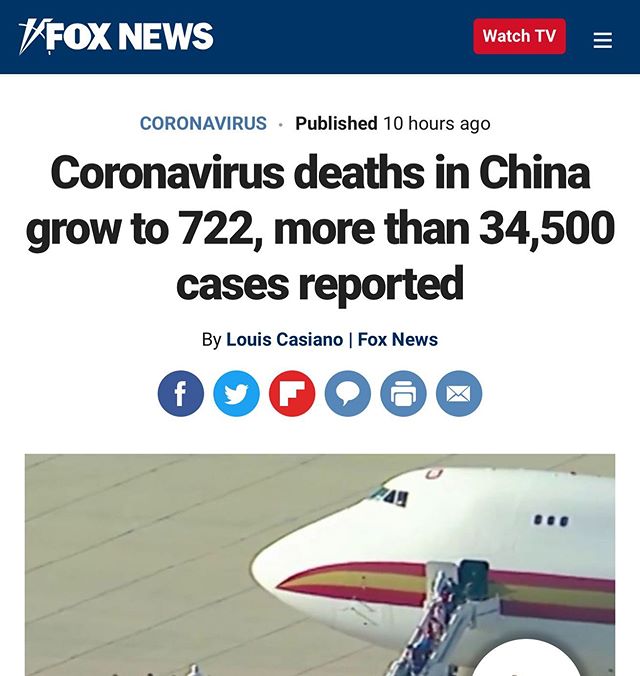 FOX NEWS
Watch TV
CORONAVIRUS · Published 10 hours ago
Coronavirus deaths in China
grow to 722, more than 34,500
cases reported
By Louis Casiano | Fox News